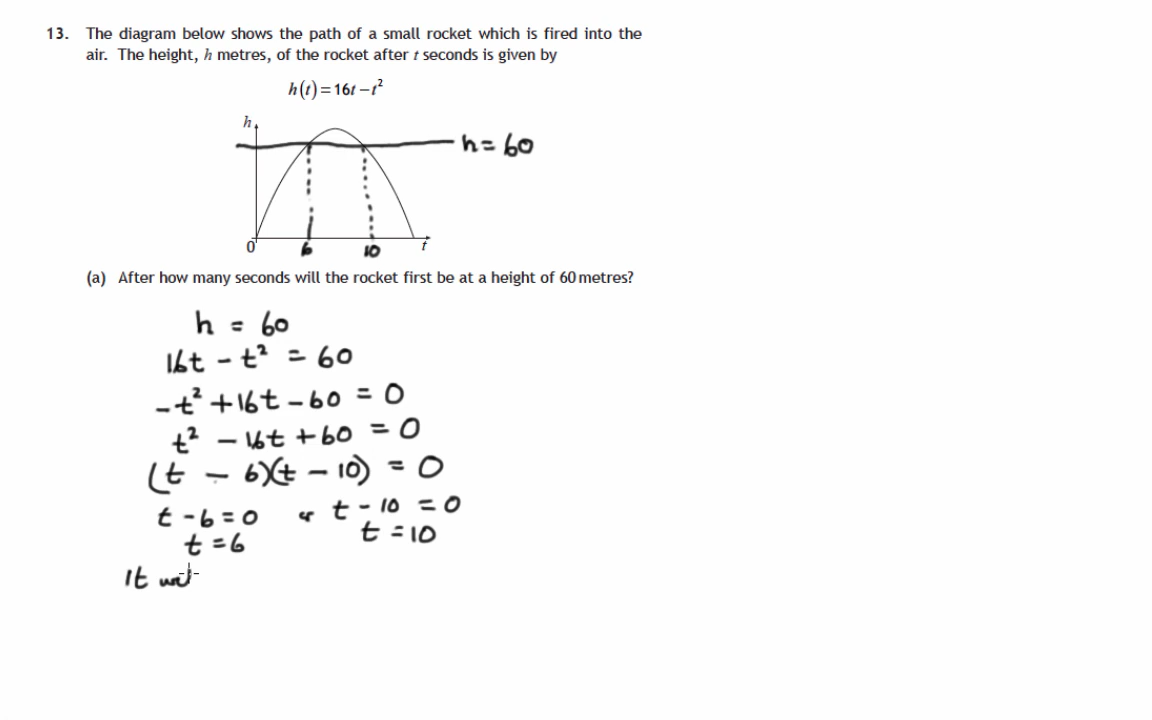 13. The diagram below shows the path of a small rocket which is fired into the
air. The height, h metres, of the rocket after t seconds is given by
h(t)=16t−t²
h
h = 60
0
6
10
t
(a) After how many seconds will the rocket first be at a height of 60 metres?
h = 60
16t - t² = 60
-t² + 16t - 60 = 0
t² - 16t + 60 = 0
(t - 6)(t - 10) = 0
t - 6 = 0 or t - 10 = 0
t = 6 t = 10
It